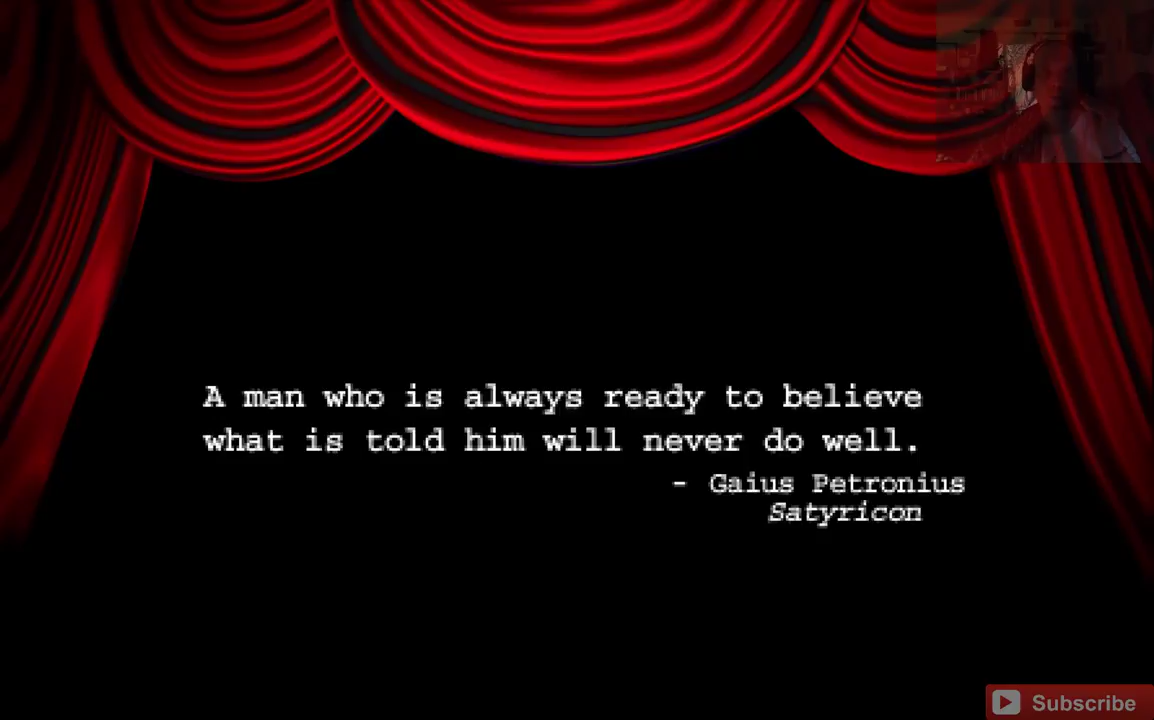 A man who is always ready to believe
what is told him will never do well.
- Gaius Petronius
Satyricon
Subscribe